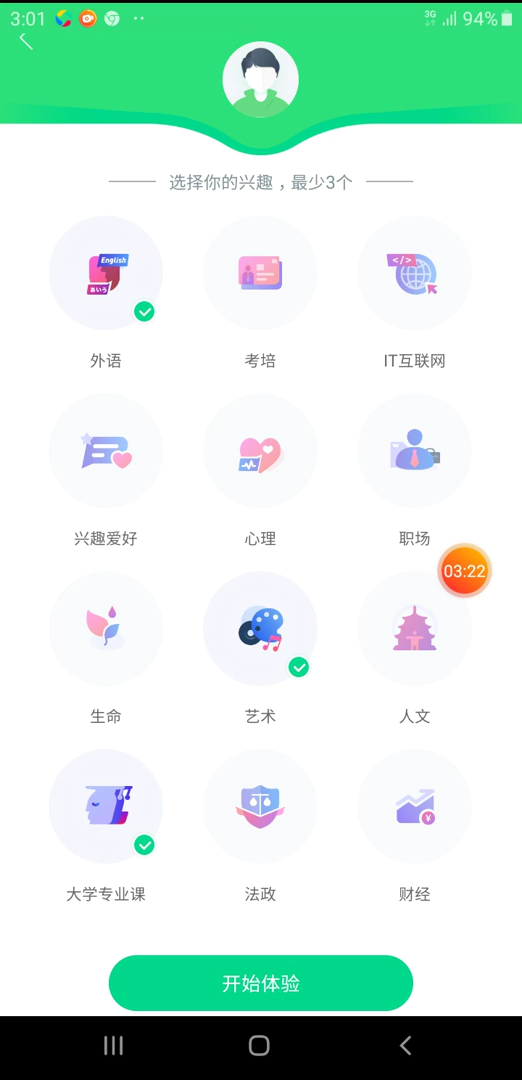 3:01
3G
94%
选择你的兴趣，最少3个
English
あいう
</>
外语
考培
IT互联网
兴趣爱好
心理
职场
03:22
生命
艺术
人文
¥
大学专业课
法政
财经
开始体验